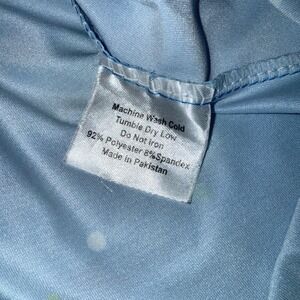 Machine Wash Cold
Tumble Dry Low
Do Not Iron
92% Polyester 8%Spandex
Made in Pakistan